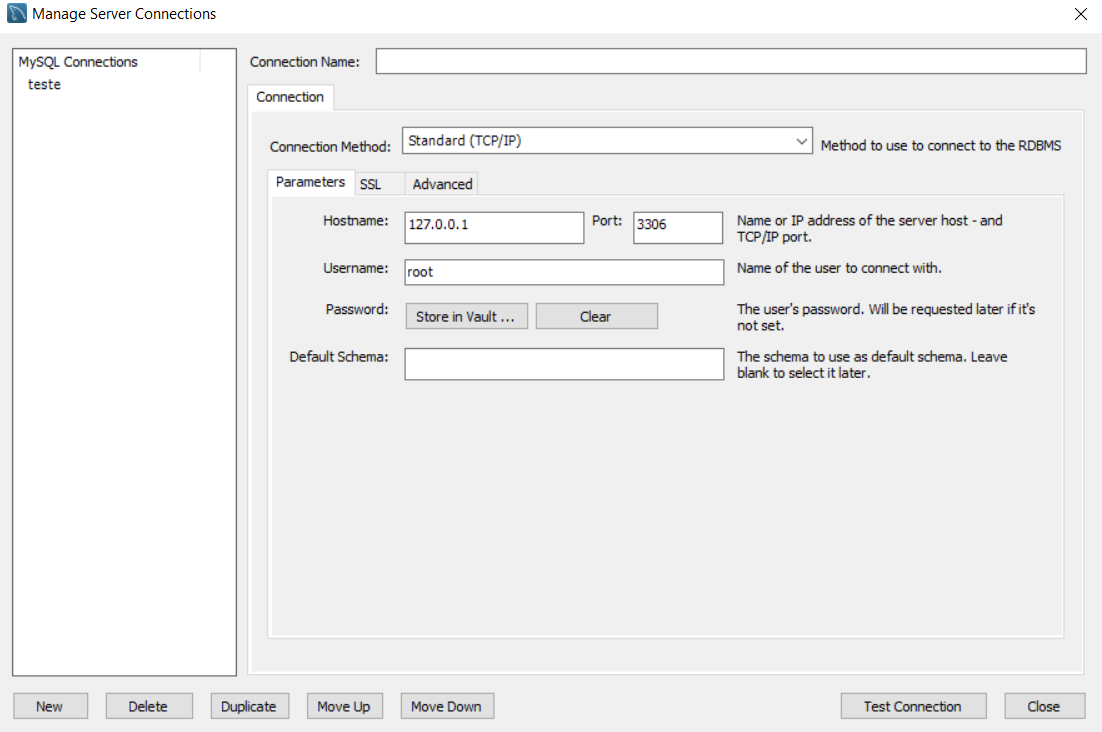 Manage Server Connections
MySQL Connections
teste
Connection Name:
Connection
Connection Method: Standard (TCP/IP) Method to use to connect to the RDBMS
Parameters SSL Advanced
Hostname: 127.0.0.1 Port: 3306 Name or IP address of the server host - and
TCP/IP port.
Username: root Name of the user to connect with.
Password: Store in Vault ... Clear The user's password. Will be requested later if it's
not set.
Default Schema: The schema to use as default schema. Leave
blank to select it later.
New Delete Duplicate Move Up Move Down Test Connection Close